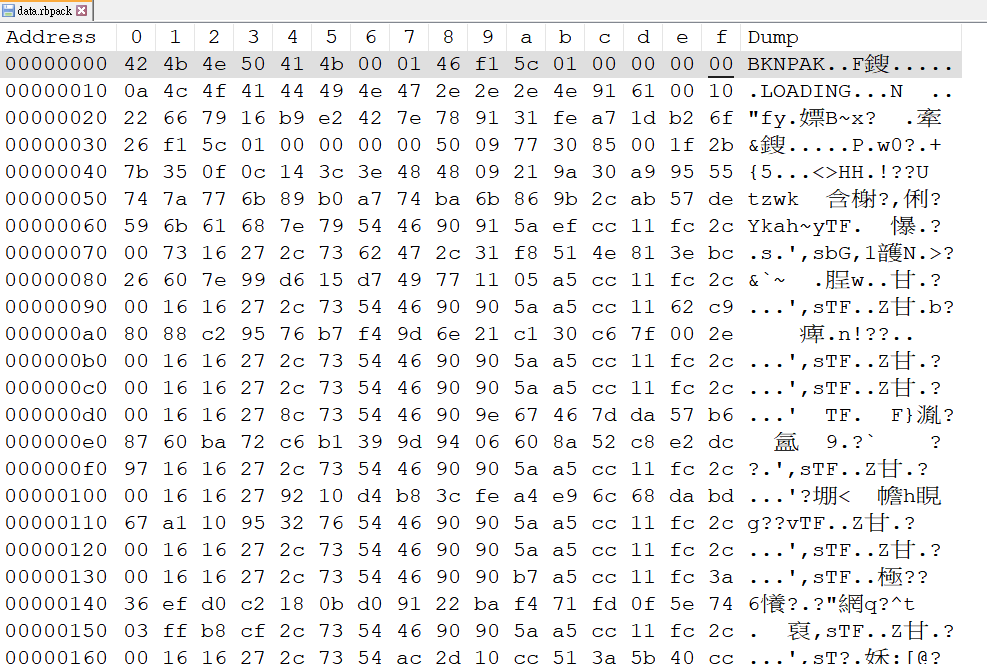 data.rbpack
Address 0 1 2 3 4 5 6 7 8 9 a b c d e f Dump
00000000 42 4b 4e 50 41 4b 00 01 46 f1 5c 01 00 00 00 00 BKNPAK..F鎪.....
00000010 0a 4c 4f 41 44 49 4e 47 2e 2e 2e 4e 91 61 00 10 .LOADING...N ..
00000020 22 66 79 16 b9 e2 42 7e 78 91 31 fe a7 1d b2 6f "fy.嫖B~x? .牽
00000030 26 f1 5c 01 00 00 00 00 50 09 77 30 85 00 1f 2b &鎪.....P.w0?.+
00000040 7b 35 0f 0c 14 3c 3e 48 48 09 21 9a 30 a9 95 55 {5...<>HH.!??U
00000050 74 7a 77 6b 89 b0 a7 74 ba 6b 86 9b 2c ab 57 de tzwk 含榭?,俐?
00000060 59 6b 61 68 7e 79 54 46 90 91 5a ef cc 11 fc 2c Ykah~yTF. 懪.?
00000070 00 73 16 27 2c 73 62 47 2c 31 f8 51 4e 81 3e bc .s.',sbG,1頀N.>?
00000080 26 60 7e 99 d6 15 d7 49 77 11 05 a5 cc 11 fc 2c &`~ .脭w..甘.?
00000090 00 16 16 27 2c 73 54 46 90 90 5a a5 cc 11 62 c9 ...',sTF..Z甘.b?
000000a0 80 88 c2 95 76 b7 f4 9d 6e 21 c1 30 c6 7f 00 2e 瘅.n!??..
000000b0 00 16 16 27 2c 73 54 46 90 90 5a a5 cc 11 fc 2c ...',sTF..Z甘.?
000000c0 00 16 16 27 2c 73 54 46 90 90 5a a5 cc 11 fc 2c ...',sTF..Z甘.?
000000d0 00 16 16 27 8c 73 54 46 90 9e 67 46 7d da 57 b6 ...' TF. F}瀧?
000000e0 87 60 ba 72 c6 b1 39 9d 94 06 60 8a 52 c8 e2 dc 9.?` ?
000000f0 97 16 16 27 2c 73 54 46 90 90 5a a5 cc 11 fc 2c ?.',sTF..Z甘.?
00000100 00 16 16 27 92 10 d4 b8 3c fe a4 e9 6c 68 da bd ...'?堋< h睍
00000110 67 a1 10 95 32 76 54 46 90 90 5a a5 cc 11 fc 2c g??vTF..Z甘.?
00000120 00 16 16 27 2c 73 54 46 90 90 5a a5 cc 11 fc 2c ...',sTF..Z甘.?
00000130 00 16 16 27 2c 73 54 46 90 90 b7 a5 cc 11 fc 3a ...',sTF..極??
00000140 36 ef d0 c2 18 0b d0 91 22 ba f4 71 fd 0f 5e 74 6懩?.?"網q?^t
00000150 03 ff b8 cf 2c 73 54 46 90 90 5a a5 cc 11 fc 2c . 裒,sTF..Z甘.?
00000160 00 16 16 27 2c 73 54 ac 2d 10 cc 51 3a 5b 40 cc ...',sT?.妖:[@?